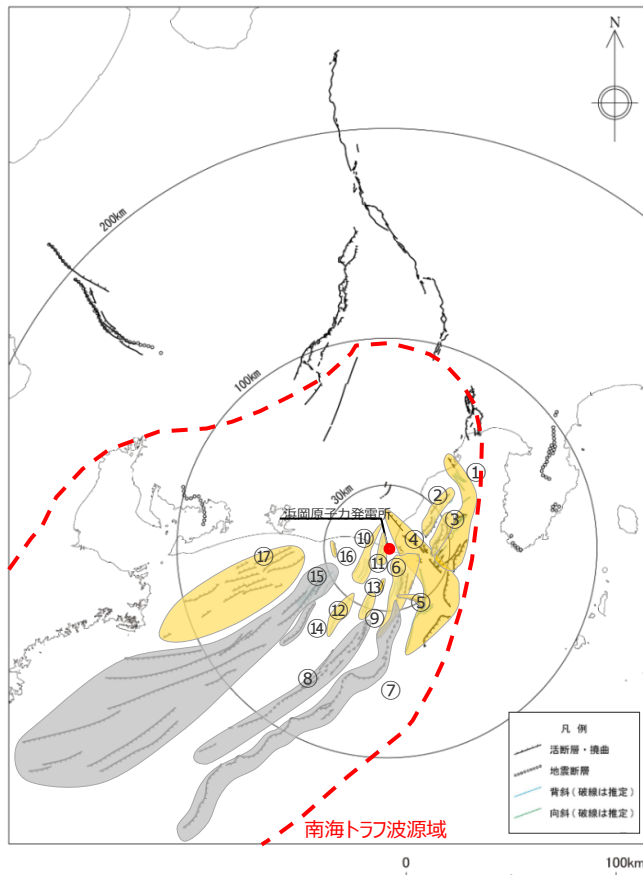 N
200km
100km
30km
浜岡原子力発電所
①
②
③
④
⑩
⑰
⑯
⑪
⑥
⑮
⑬
⑤
⑫
⑨
⑭
⑧
⑦
凡 例
活断層・撓曲
地震断層
背斜(破線は推定)
向斜(破線は推定)
南海トラフ波源域
0 100km